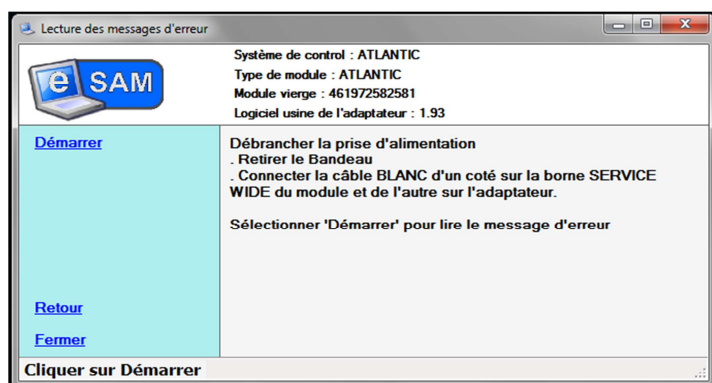 Lecture des messages d'erreur
e SAM
Système de control : ATLANTIC
Type de module : ATLANTIC
Module vierge : 461972582581
Logiciel usine de l'adaptateur : 1.93
Démarrer
Débrancher la prise d'alimentation
. Retirer le Bandeau
. Connecter la câble BLANC d'un coté sur la borne SERVICE
WIDE du module et de l'autre sur l'adaptateur.
Sélectionner 'Démarrer' pour lire le message d'erreur
Retour
Fermer
Cliquer sur Démarrer